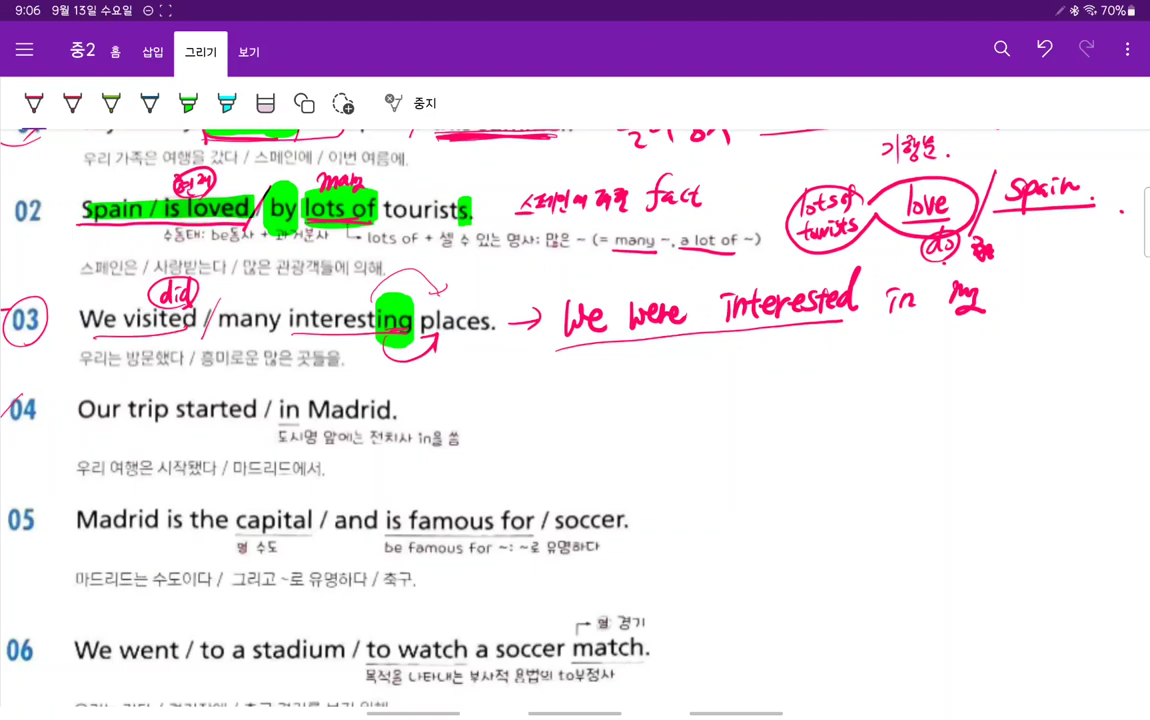 9:06 9월 13일 수요일 70%
중2 홈 삽입 그리기 보기
중지
우리 가족은 여행을 갔다 / 스페인에 / 이번 여름에.
기행문.
현재 many
02 Spain / is loved / by lots of tourists. 스페인에 fact lots of tourists love / Spain.
do
수동태: be동사 + 과거분사 lots of + 셀 수 있는 명사: 많은 ~ (= many ~, a lot of ~)
스페인은 / 사랑받는다 / 많은 관광객들에 의해.
did
03 We visited / many interesting places. → We were interested in
우리는 방문했다 / 흥미로운 많은 곳들을.
04 Our trip started / in Madrid.
도시명 앞에는 전치사 in을 씀
우리 여행은 시작됐다 / 마드리드에서.
05 Madrid is the capital / and is famous for / soccer.
명 수도 be famous for ~: ~로 유명하다
마드리드는 수도이다 / 그리고 ~로 유명하다 / 축구.
명 경기
06 We went / to a stadium / to watch a soccer match.
목적을 나타내는 부사적 용법의 to부정사